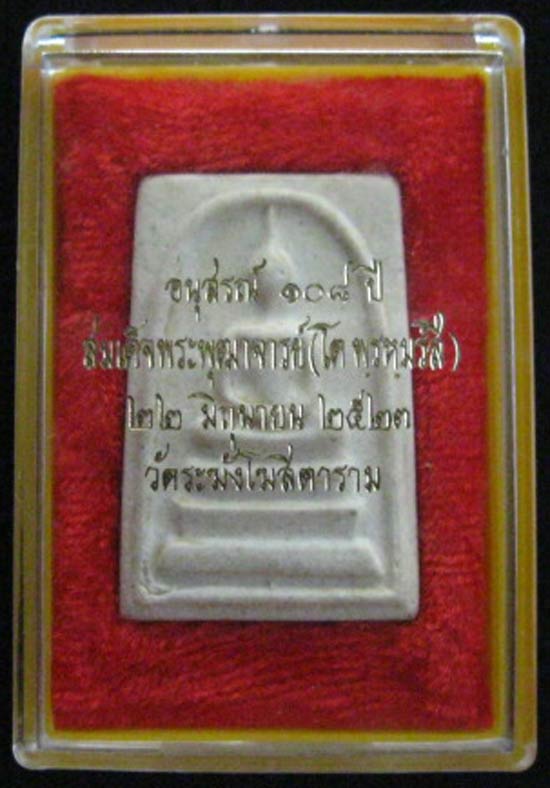 อนุสรณ์ ๑๐๘ ปี
สมเด็จพระพุฒาจารย์(โต พรหมรังสี)
๒๒ มิถุนายน ๒๕๒๓
วัดระฆังโฆสิตาราม